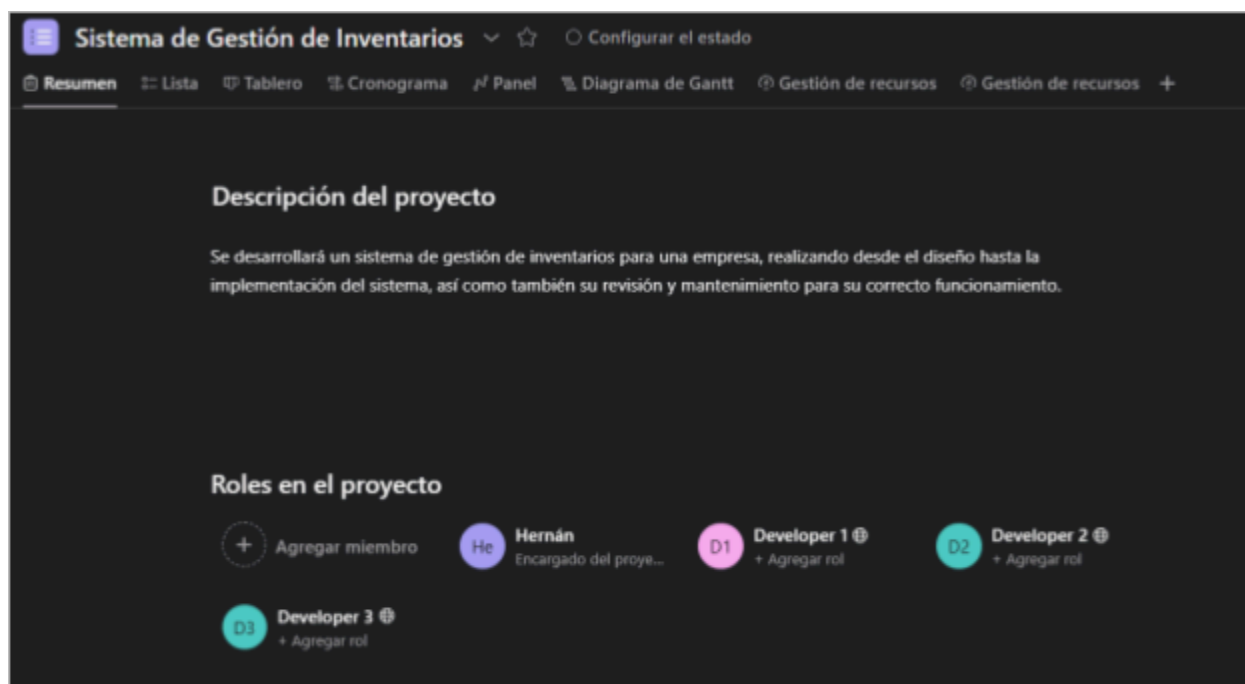 Sistema de Gestión de Inventarios
Configurar el estado
Resumen Lista Tablero Cronograma Panel Diagrama de Gantt Gestión de recursos Gestión de recursos +
Descripción del proyecto
Se desarrollará un sistema de gestión de inventarios para una empresa, realizando desde el diseño hasta la
implementación del sistema, así como también su revisión y mantenimiento para su correcto funcionamiento.
Roles en el proyecto
+ Agregar miembro
He Hernán
Encargado del proye...
D1 Developer 1
+ Agregar rol
D2 Developer 2
+ Agregar rol
D3 Developer 3
+ Agregar rol